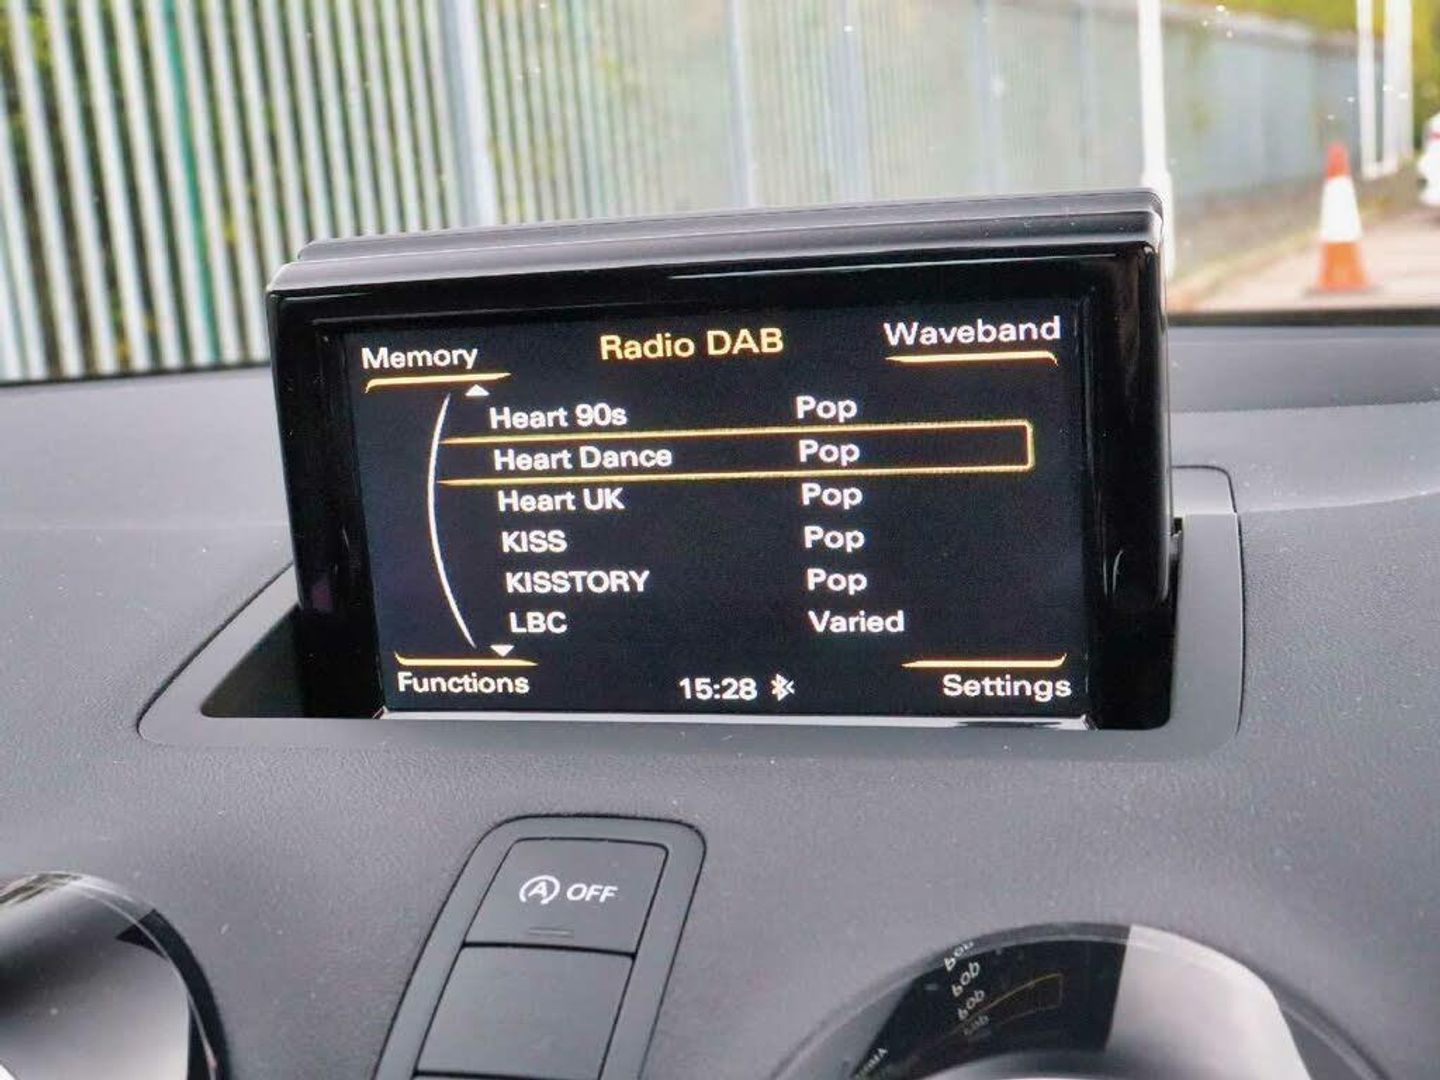 Memory Radio DAB Waveband
Heart 90s Pop
Heart Dance Pop
Heart UK Pop
KISS Pop
KISSTORY Pop
LBC Varied
Functions 15:28 Settings
A OFF